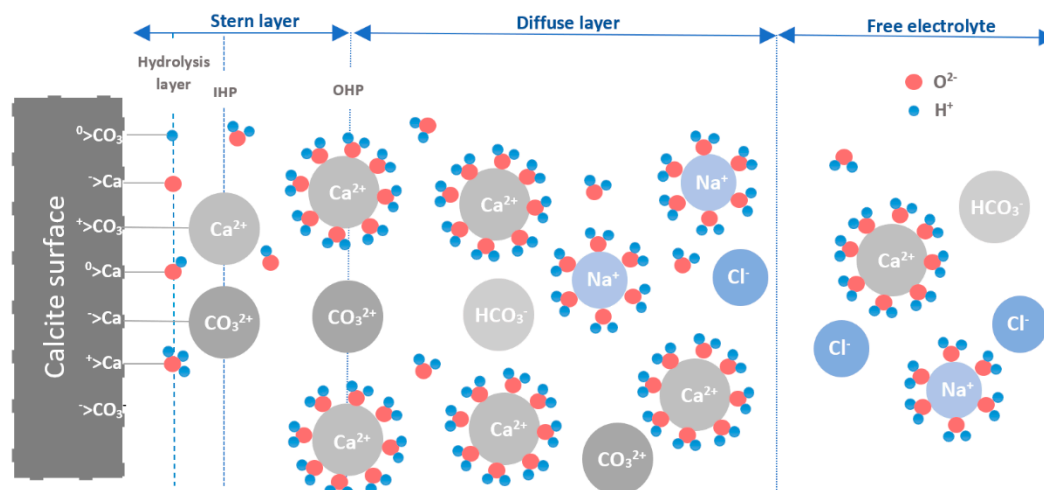 Stern layer
Diffuse layer
Free electrolyte
Hydrolysis
layer
IHP
OHP
O²⁻
H⁺
Calcite surface
⁰>CO₃
⁻>Ca
⁺>CO₃
⁰>Ca
⁻>Ca
⁺>Ca
⁻>CO₃⁻
Ca²⁺
CO₃²⁺
Ca²⁺
CO₃²⁺
Ca²⁺
Ca²⁺
HCO₃⁻
Ca²⁺
Na⁺
Na⁺
Cl⁻
Ca²⁺
CO₃²⁺
HCO₃⁻
Ca²⁺
Cl⁻
Cl⁻
Na⁺